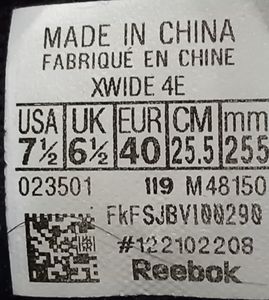 MADE IN CHINA
FABRIQUÉ EN CHINE
XWIDE 4E
USA UK EUR CM mm
7½ 6½ 40 25.5 255
023501 119 M48150
FkFSJBV100290
#122102208
Reebok